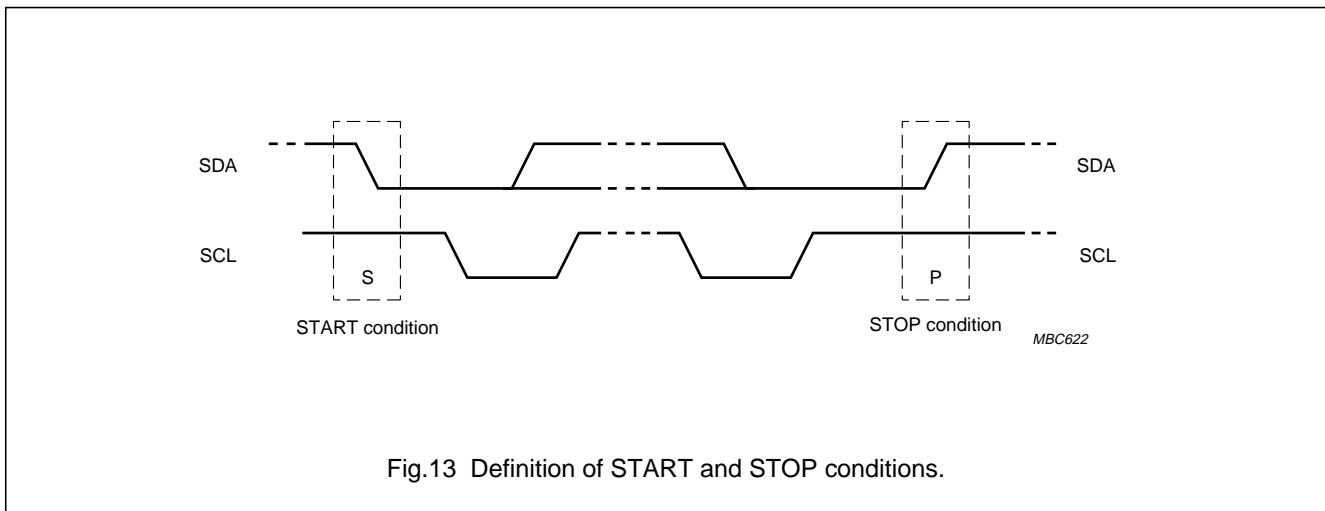 SDA
SDA
SCL
SCL
S
P
START condition
STOP condition
MBC622
Fig.13 Definition of START and STOP conditions.